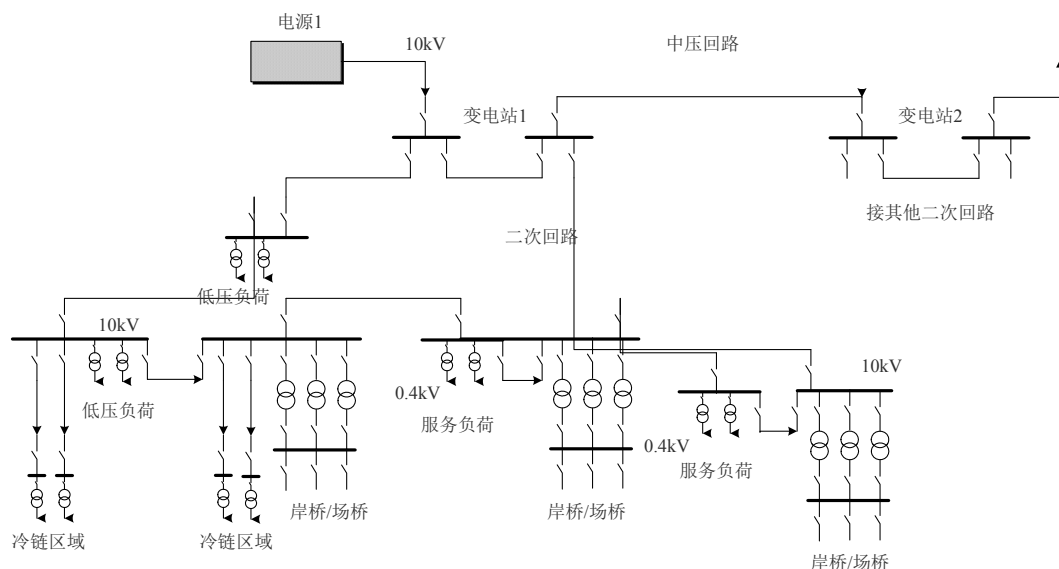 电源1
10kV
中压回路
变电站1
变电站2
接其他二次回路
二次回路
低压负荷
10kV
10kV
低压负荷
0.4kV
服务负荷
0.4kV
服务负荷
岸桥/场桥
岸桥/场桥
冷链区域
冷链区域
岸桥/场桥